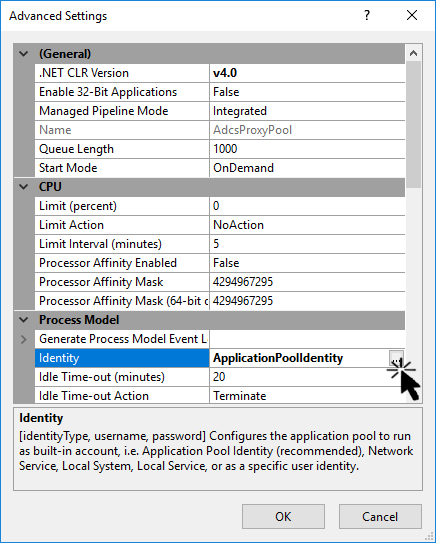 Advanced Settings
(General)
.NET CLR Version v4.0
Enable 32-Bit Applications False
Managed Pipeline Mode Integrated
Name AdcsProxyPool
Queue Length 1000
Start Mode OnDemand
CPU
Limit (percent) 0
Limit Action NoAction
Limit Interval (minutes) 5
Processor Affinity Enabled False
Processor Affinity Mask 4294967295
Processor Affinity Mask (64-bit o 4294967295
Process Model
Generate Process Model Event L
Identity ApplicationPoolIdentity
Idle Time-out (minutes) 20
Idle Time-out Action Terminate
Identity
[identityType, username, password] Configures the application pool to run
as built-in account, i.e. Application Pool Identity (recommended), Network
Service, Local System, Local Service, or as a specific user identity.
OK Cancel